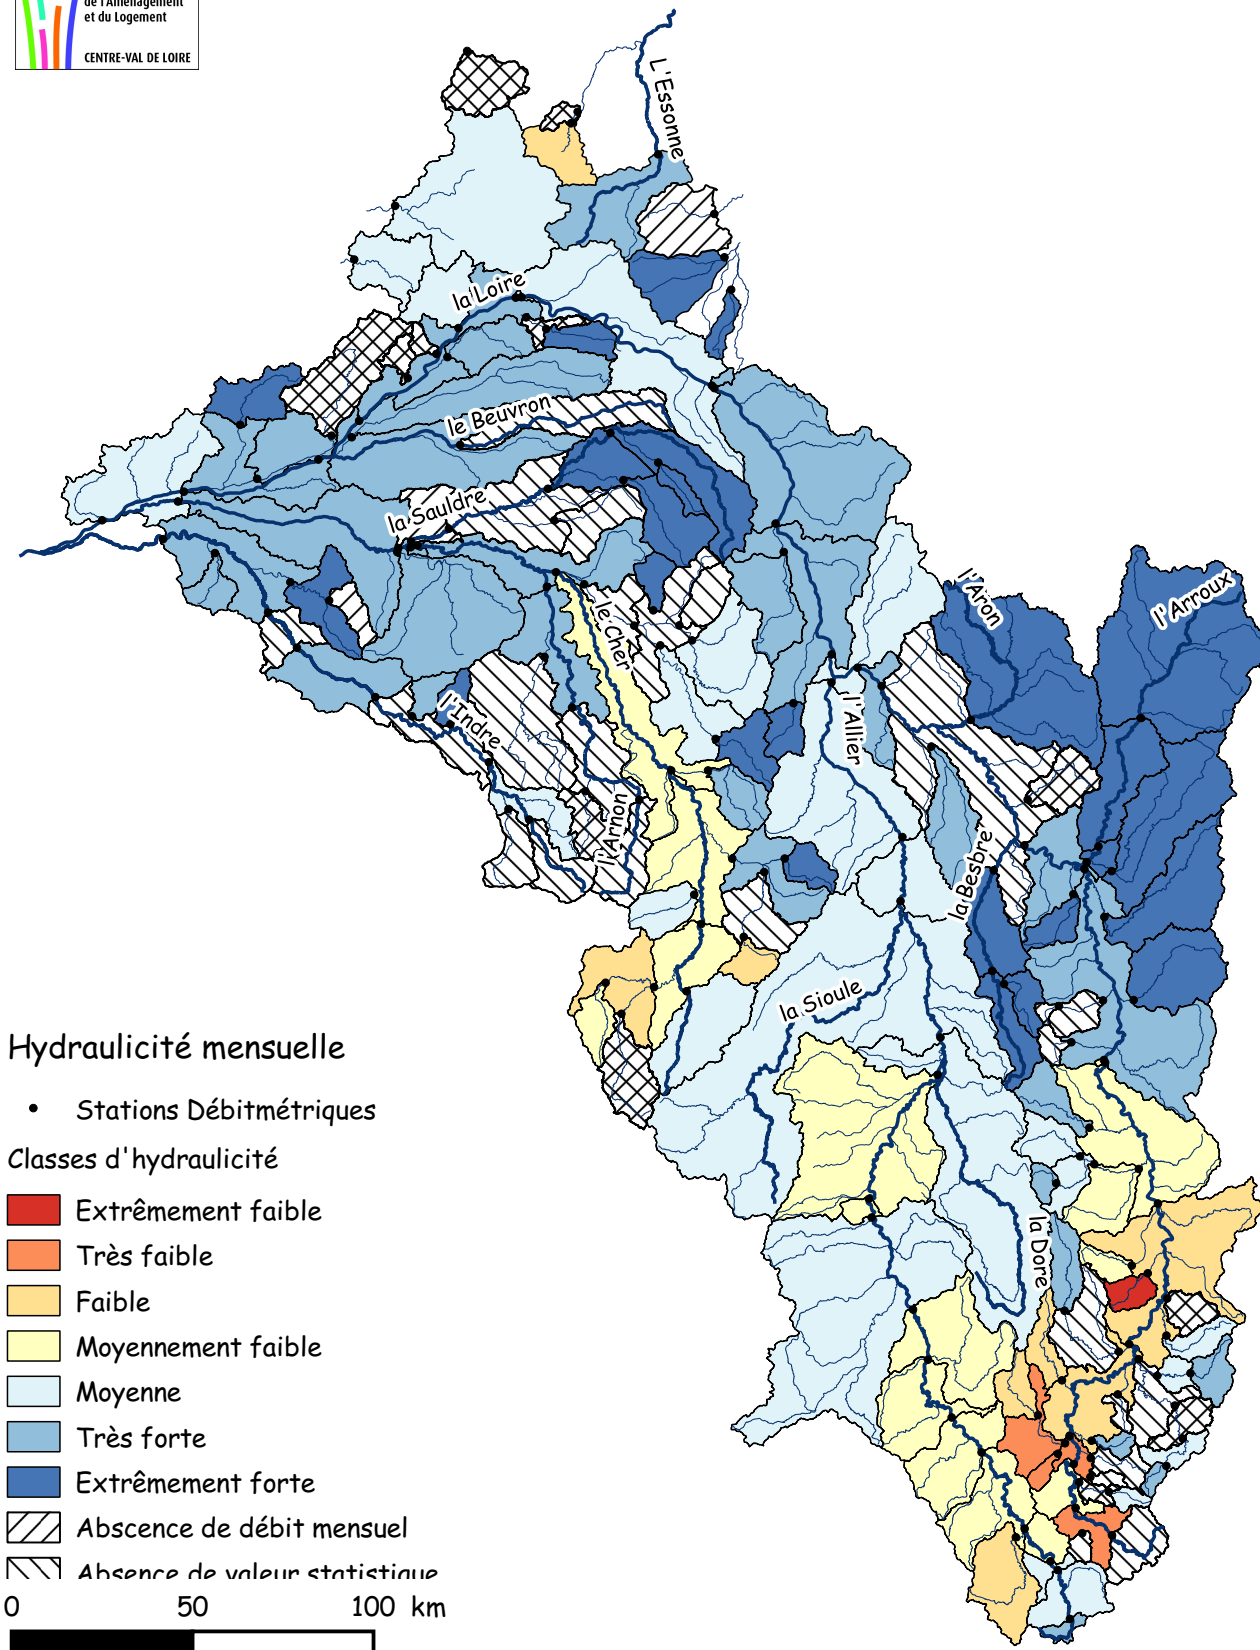 de l'Aménagement
et du Logement
CENTRE-VAL DE LOIRE
L'Essonne
la Loire
le Beuvron
la Sauldre
le Cher
l'Aron
l'Arroux
l'Allier
l'Indre
l'Arnon
la Besbre
la Sioule
la Dore
Hydraulicité mensuelle
Stations Débitmétriques
Classes d'hydraulicité
Extrêmement faible
Très faible
Faible
Moyennement faible
Moyenne
Très forte
Extrêmement forte
Abscence de débit mensuel
Absence de valeur statistique
0 50 100 km